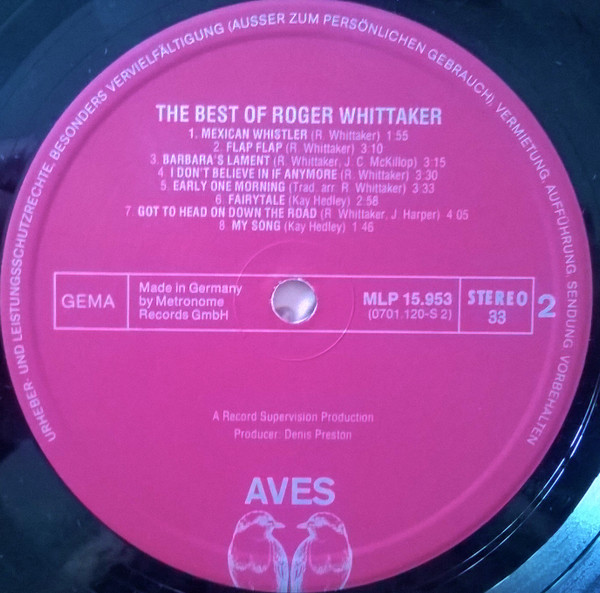 URHEBER- UND LEISTUNGSSCHUTZRECHTE, BESONDERS VERVIELFÄLTIGUNG (AUSSER ZUM PERSÖNLICHEN GEBRAUCH), VERMIETUNG, AUFFÜHRUNG, SENDUNG VORBEHALTEN
THE BEST OF ROGER WHITTAKER
1. MEXICAN WHISTLER (R. Whittaker) 1:55
2. FLAP FLAP (R. Whittaker) 3:10
3. BARBARA'S LAMENT (R. Whittaker, J. C. McKillop) 3:15
4. I DON'T BELIEVE IN IF ANYMORE (R. Whittaker) 3:30
5. EARLY ONE MORNING (Trad. arr. R. Whittaker) 3:33
6. FAIRYTALE (Kay Hedley) 2:56
7. GOT TO HEAD ON DOWN THE ROAD (R. Whittaker, J. Harper) 4:05
8. MY SONG (Kay Hedley) 1:46
GEMA
Made in Germany
by Metronome
Records GmbH
MLP 15.953
(0701.120-S 2)
STEREO
33
2
A Record Supervision Production
Producer: Denis Preston
AVES